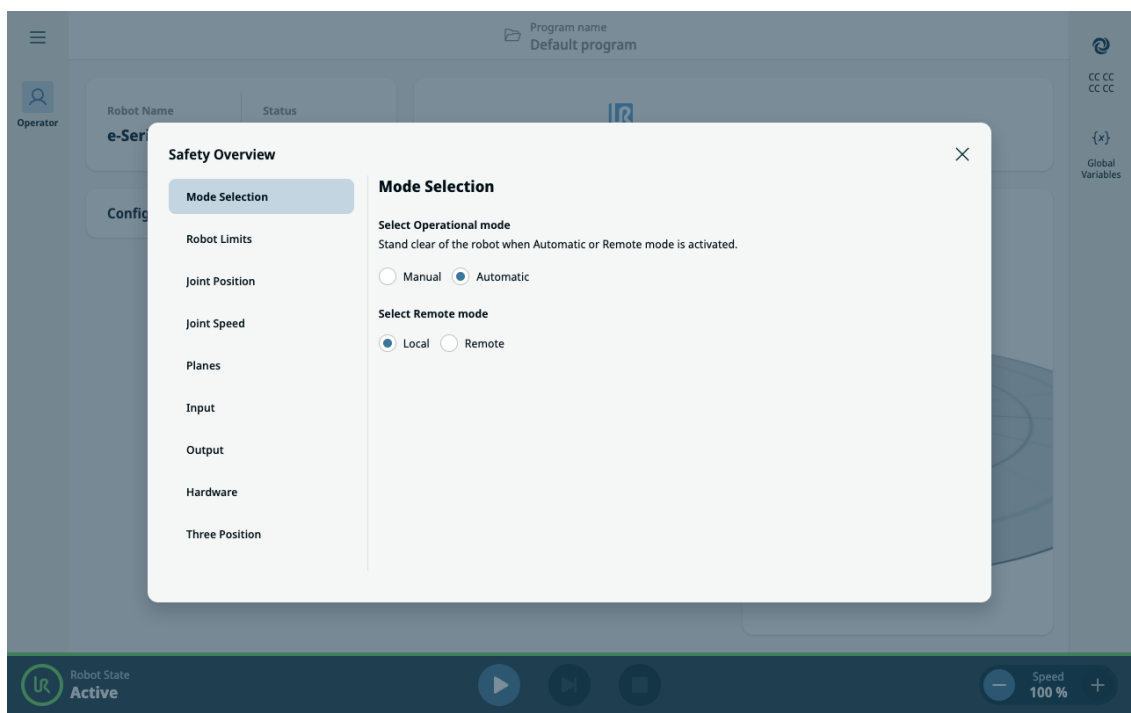 Program name
Default program
Operator
Robot Name
Status
e-Seri
Config
CC CC
CC CC
{x}
Global
Variables
Safety Overview
Mode Selection
Robot Limits
Joint Position
Joint Speed
Planes
Input
Output
Hardware
Three Position
Mode Selection
Select Operational mode
Stand clear of the robot when Automatic or Remote mode is activated.
Manual Automatic
Select Remote mode
Local Remote
Robot State
Active
Speed
100 %